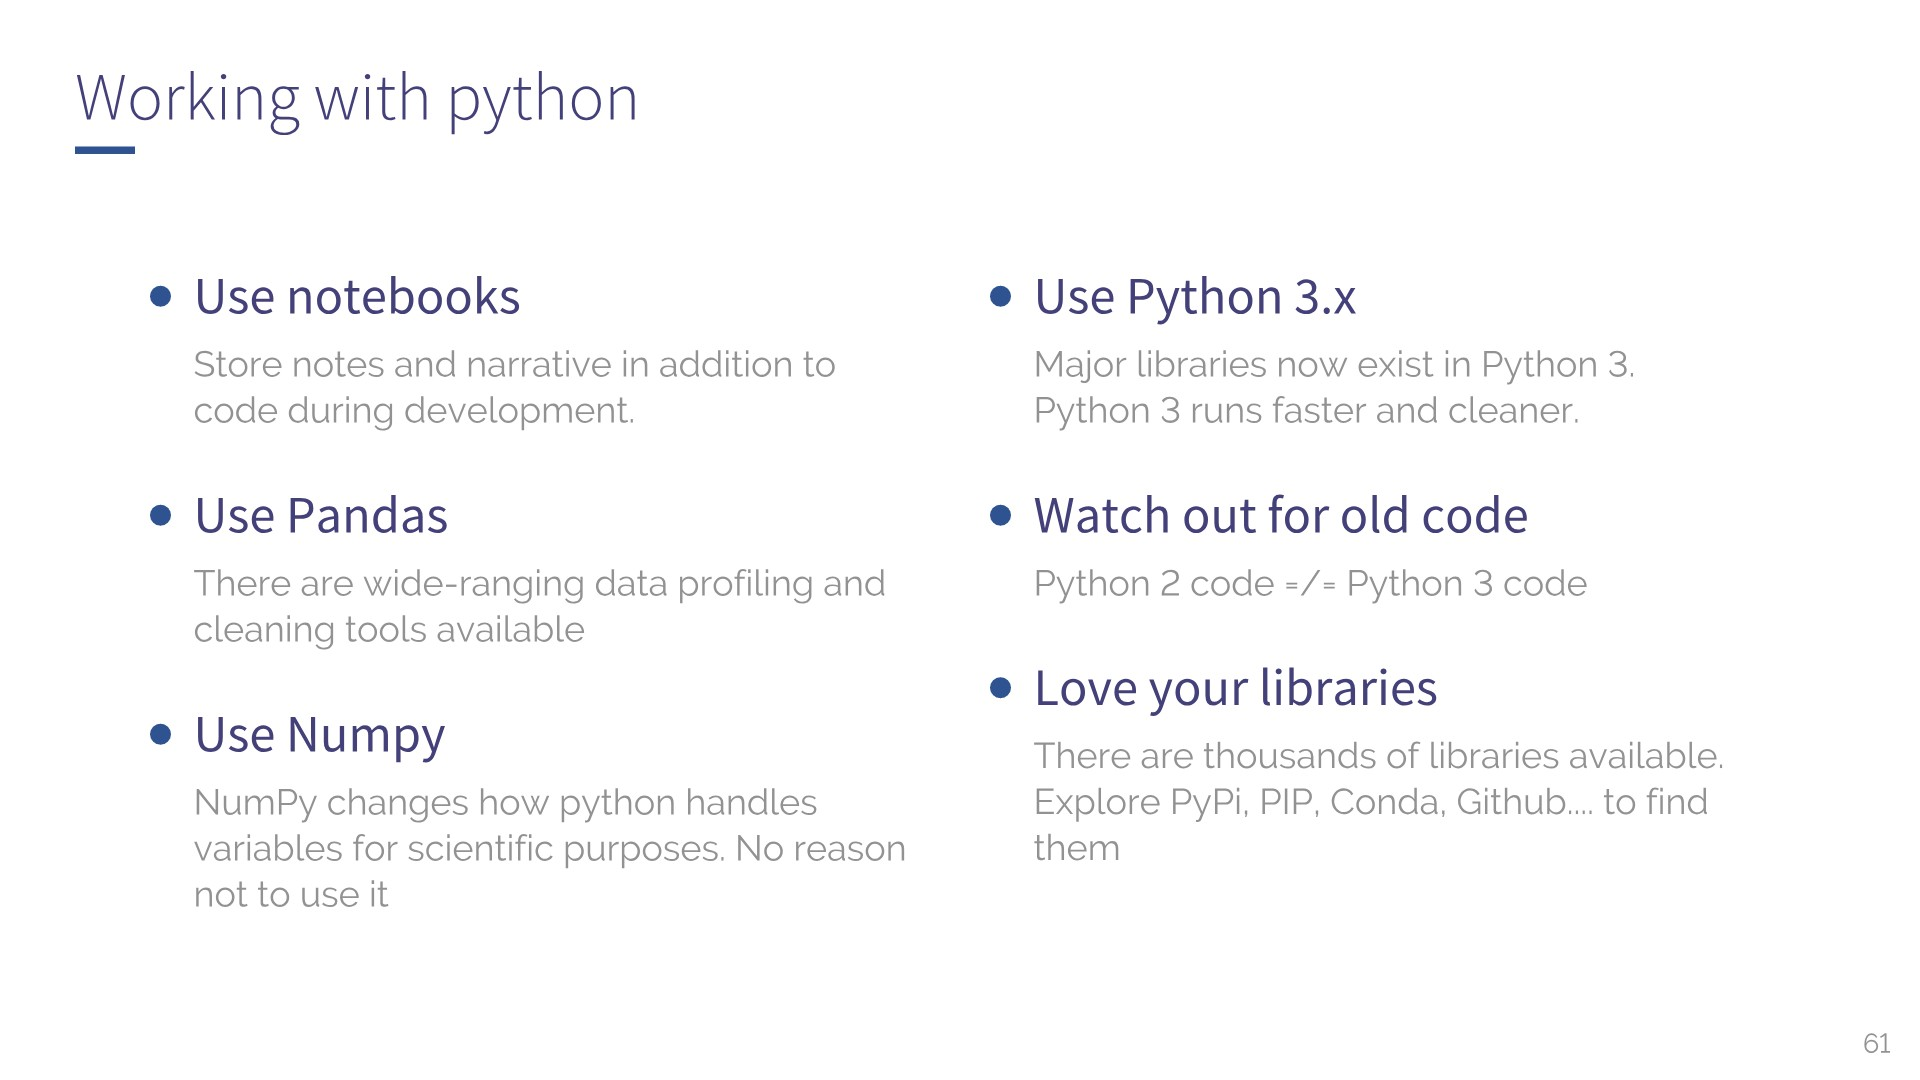 Working with python
Use notebooks
Store notes and narrative in addition to
code during development.
Use Pandas
There are wide-ranging data profiling and
cleaning tools available
Use Numpy
NumPy changes how python handles
variables for scientific purposes. No reason
not to use it
Use Python 3.x
Major libraries now exist in Python 3.
Python 3 runs faster and cleaner.
Watch out for old code
Python 2 code =/= Python 3 code
Love your libraries
There are thousands of libraries available.
Explore PyPi, PIP, Conda, Github.... to find
them
61